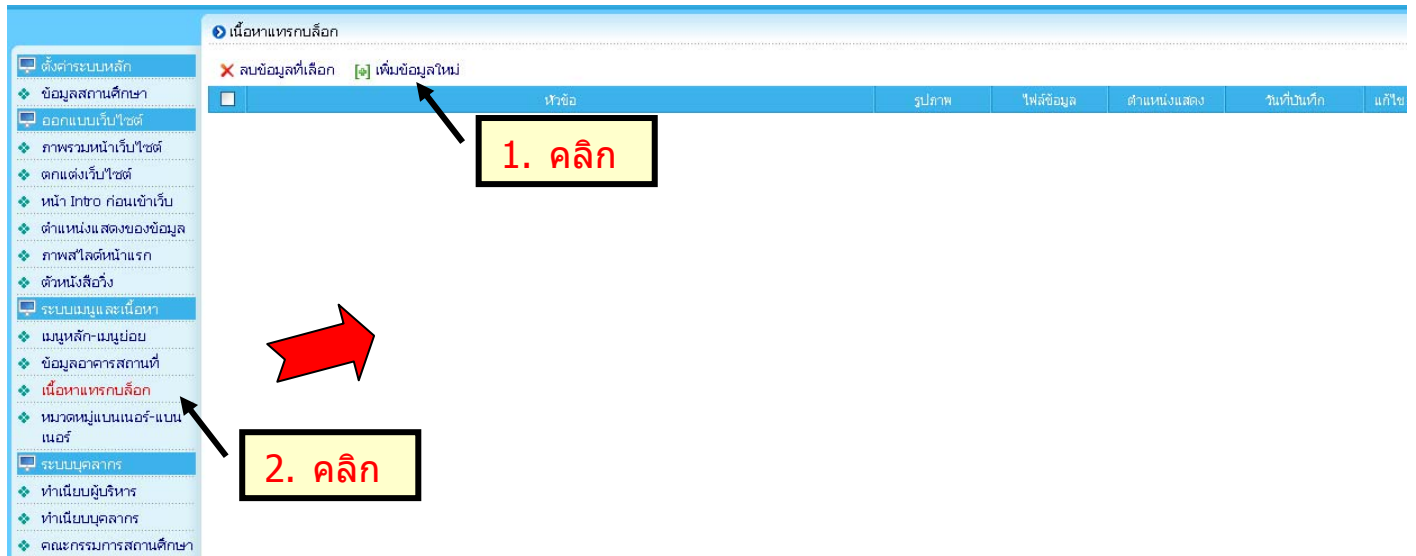 เนื้อหาแทรกบล็อก
ลบข้อมูลที่เลือก [+] เพิ่มข้อมูลใหม่
หัวข้อ รูปภาพ ไฟล์ข้อมูล ตำแหน่งแสดง วันที่บันทึก แก้ไข
1. คลิก
ตั้งค่าระบบหลัก
ข้อมูลสถานศึกษา
ออกแบบเว็บไซต์
ภาพรวมหน้าเว็บไซต์
ตกแต่งเว็บไซต์
หน้า Intro ก่อนเข้าเว็บ
ตำแหน่งแสดงของข้อมูล
ภาพสไลด์หน้าแรก
ตัวหนังสือวิ่ง
ระบบเมนูและเนื้อหา
เมนูหลัก-เมนูย่อย
ข้อมูลอาคารสถานที่
เนื้อหาแทรกบล็อก
หมวดหมู่แบนเนอร์-แบน
เนอร์
ระบบบุคลากร
ทำเนียบผู้บริหาร
ทำเนียบบุคลากร
คณะกรรมการสถานศึกษา
2. คลิก